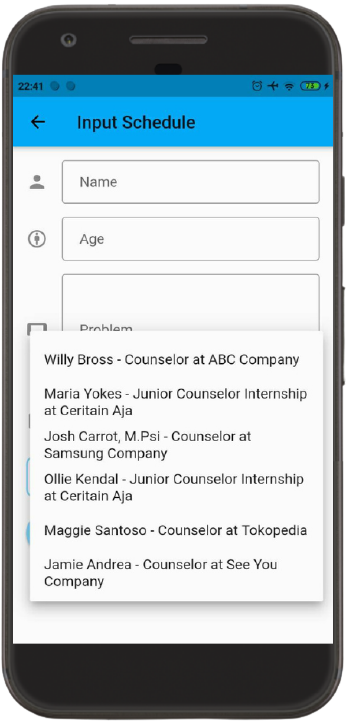 22:41
78
Input Schedule
Name
Age
Problem
Willy Bross - Counselor at ABC Company
Maria Yokes - Junior Counselor Internship
at Ceritain Aja
Josh Carrot, M.Psi - Counselor at
Samsung Company
Ollie Kendal - Junior Counselor Internship
at Ceritain Aja
Maggie Santoso - Counselor at Tokopedia
Jamie Andrea - Counselor at See You
Company